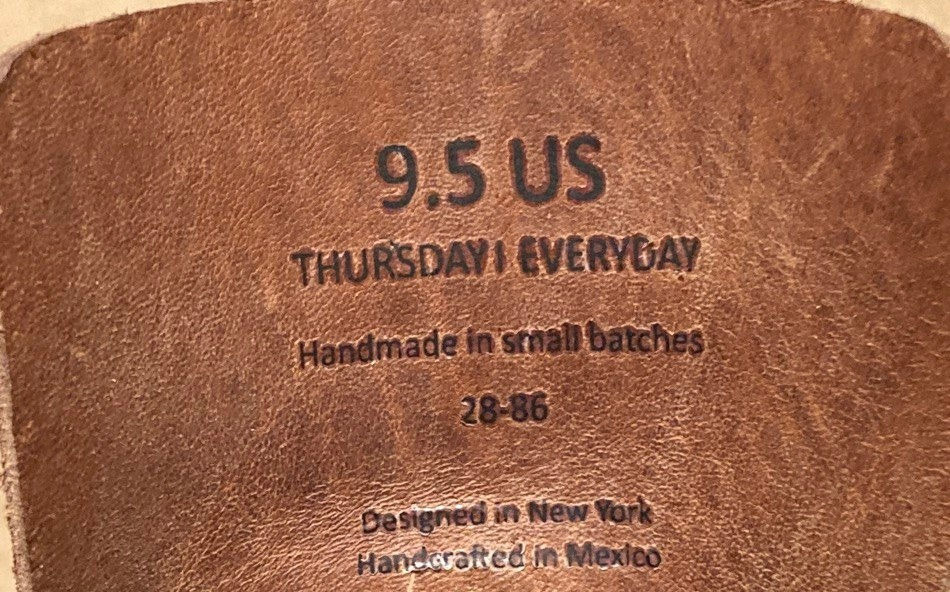 9.5 US
THURSDAY | EVERYDAY
Handmade in small batches
28-86
Designed in New York
Handcrafted in Mexico